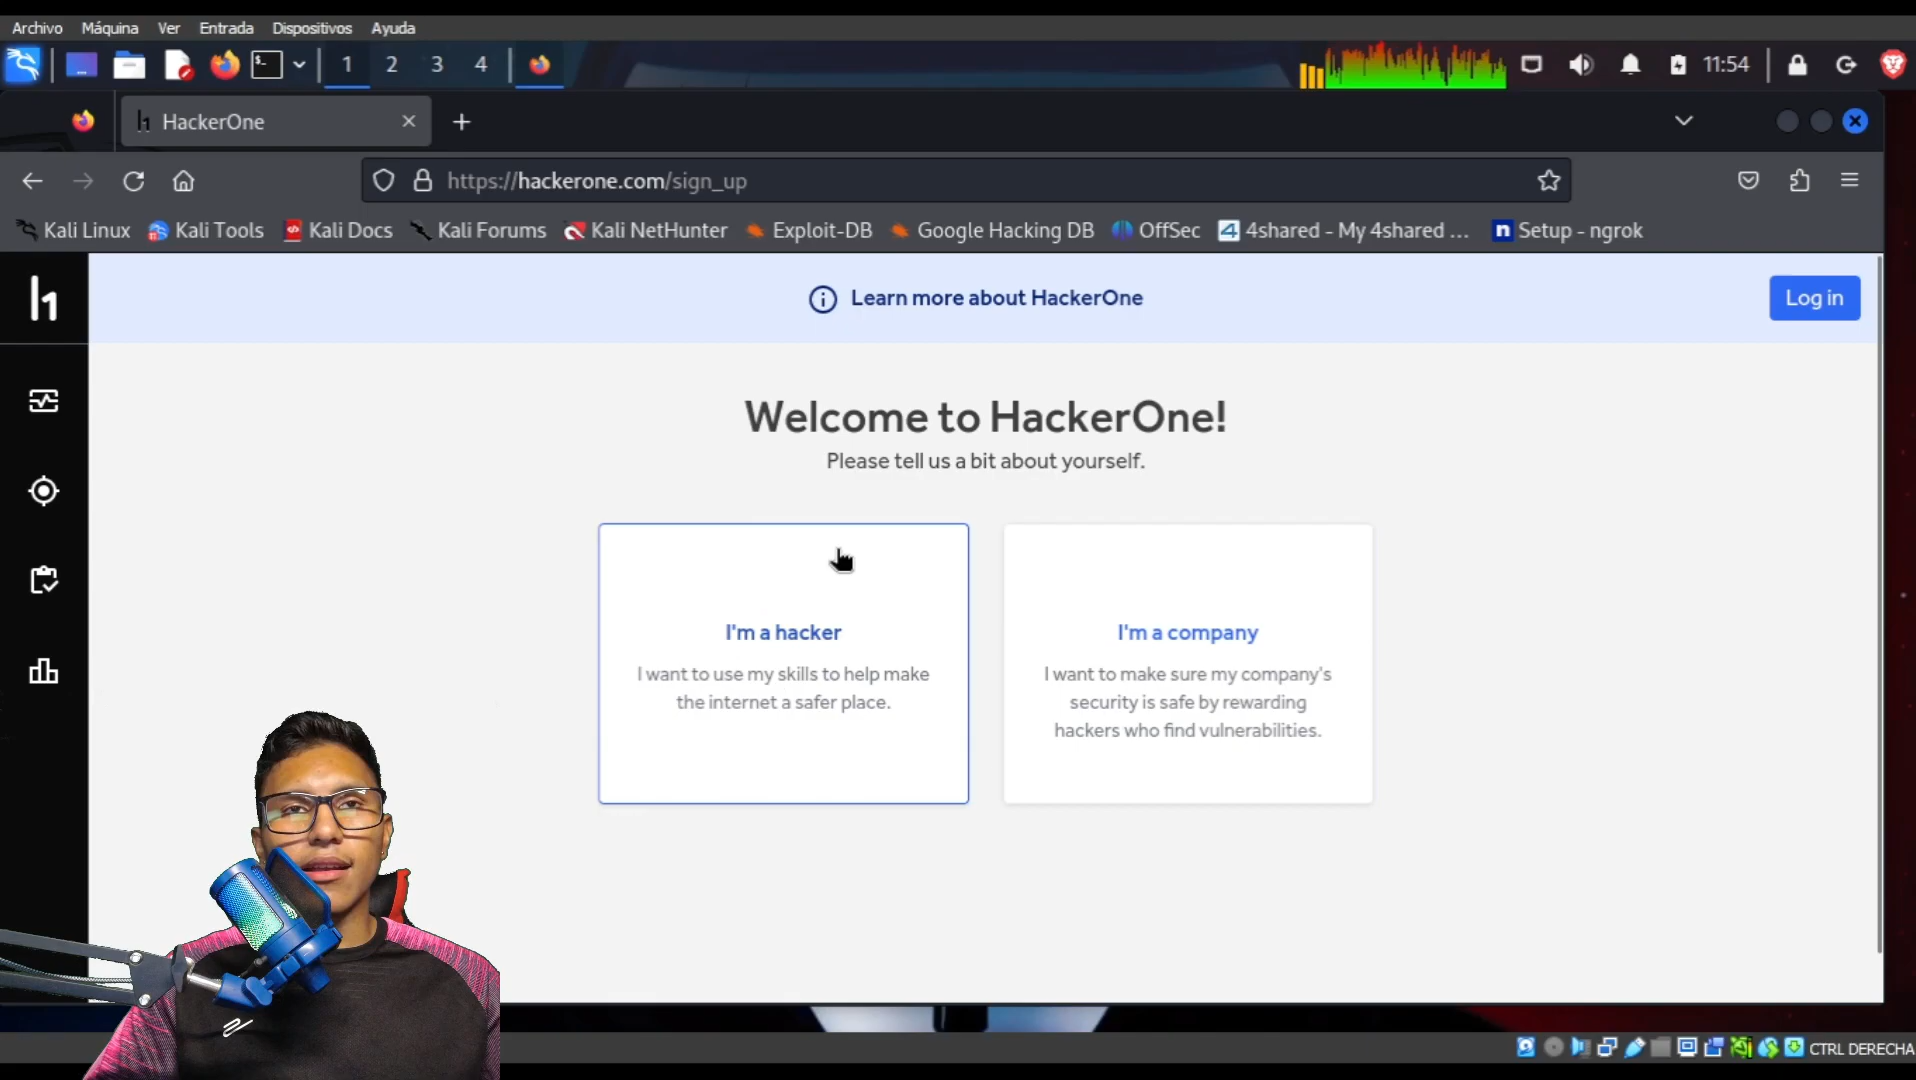 Archivo Máquina Ver Entrada Dispositivos Ayuda
1 2 3 4 11:54
HackerOne
https://hackerone.com/sign_up
Kali Linux Kali Tools Kali Docs Kali Forums Kali NetHunter Exploit-DB Google Hacking DB OffSec 4shared - My 4shared ... Setup - ngrok
h1
Learn more about HackerOne
Log in
Welcome to HackerOne!
Please tell us a bit about yourself.
I'm a hacker
I want to use my skills to help make
the internet a safer place.
I'm a company
I want to make sure my company's
security is safe by rewarding
hackers who find vulnerabilities.
CTRL DERECHA